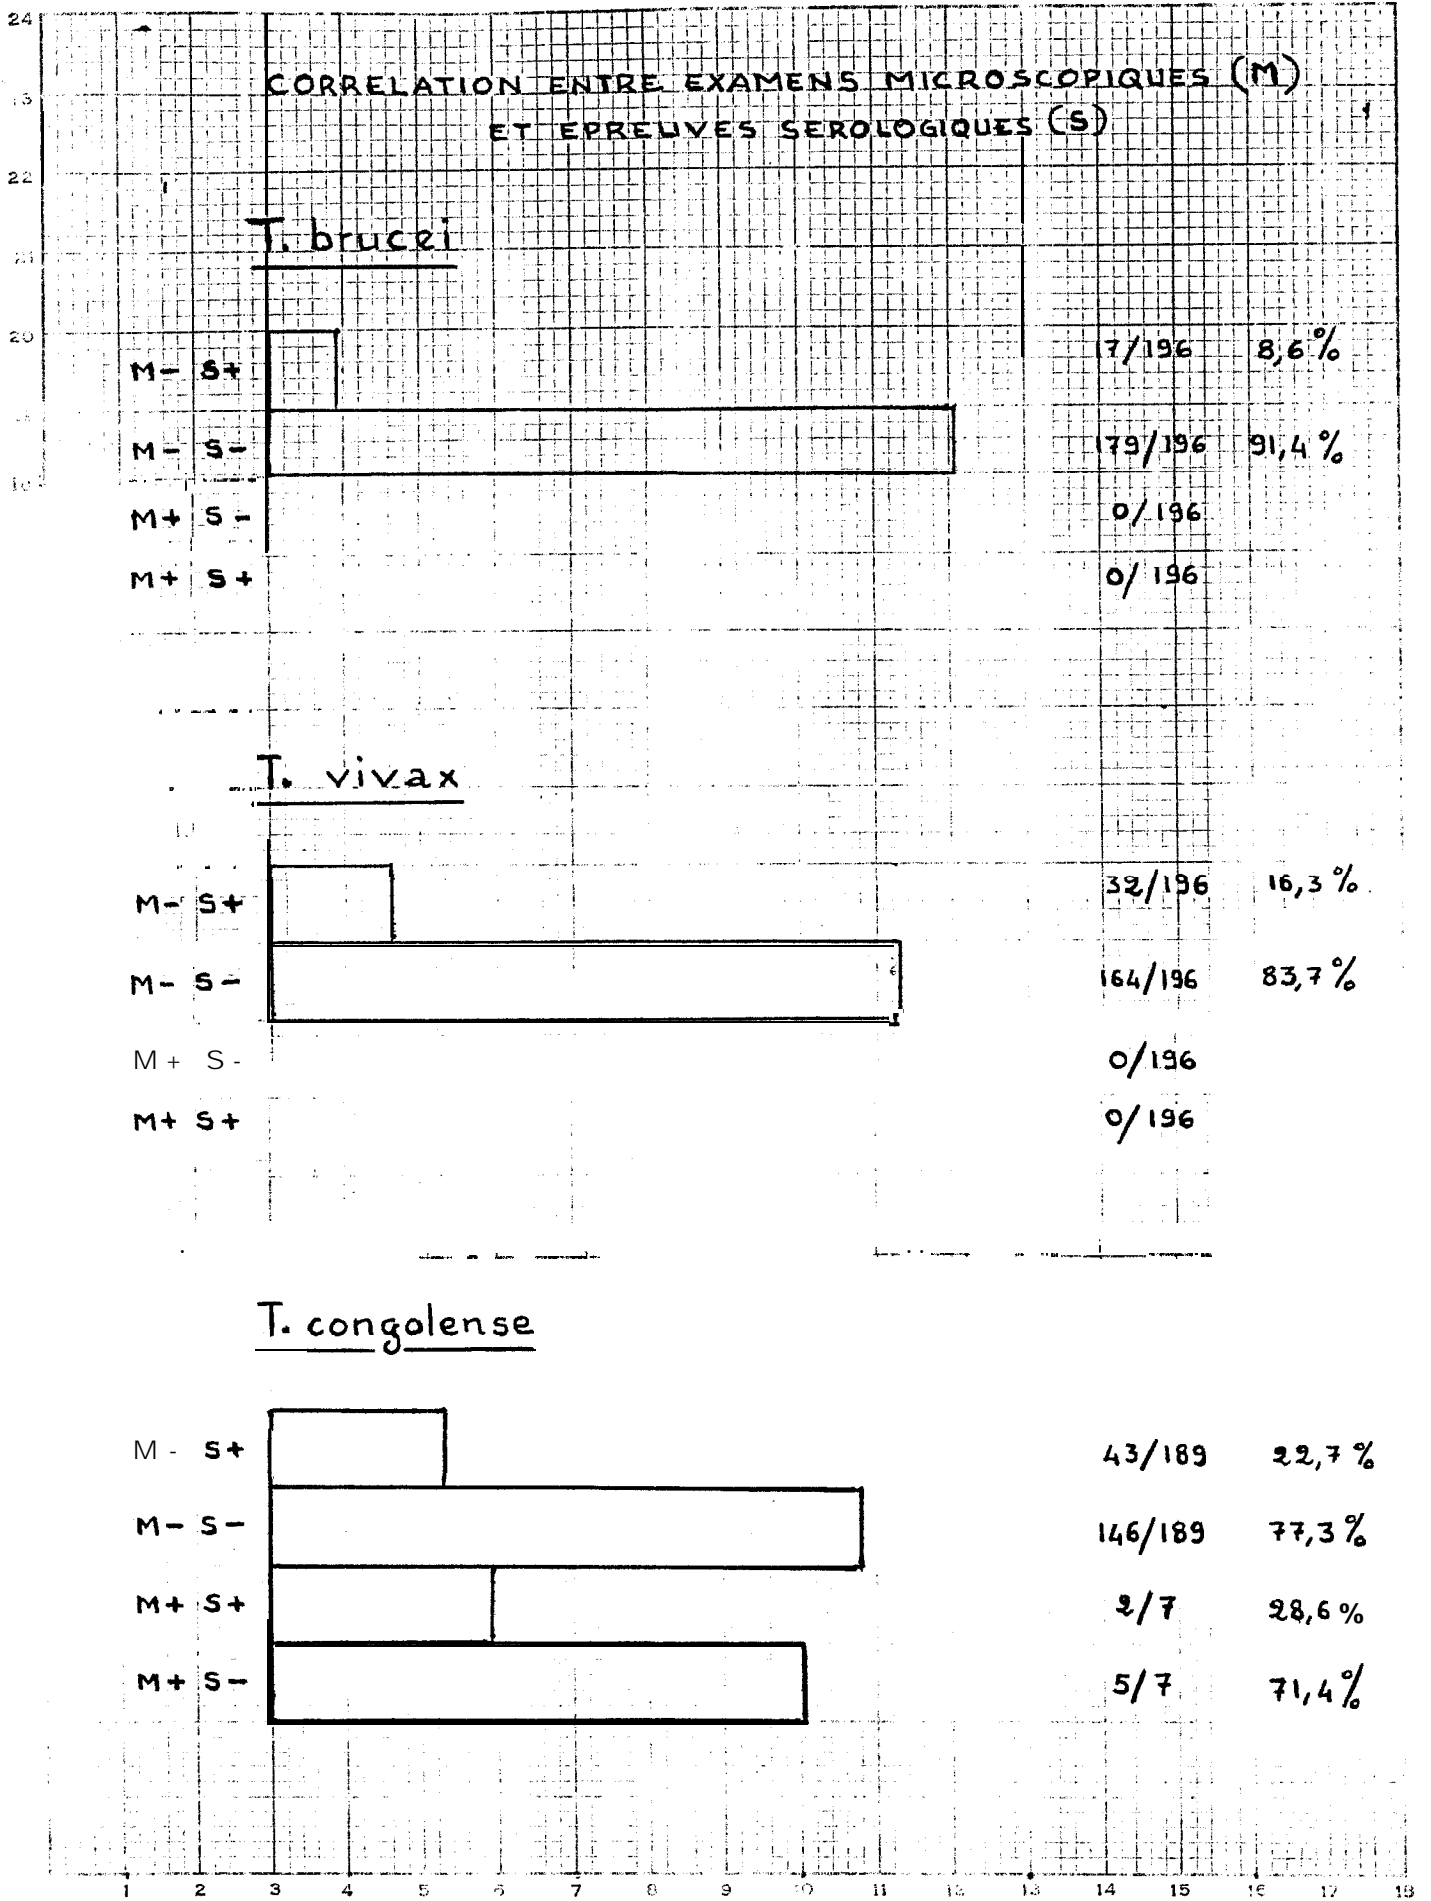 24
CORRELATION ENTRE EXAMENS MICROSCOPIQUES (M)
ET EPREUVES SEROLOGIQUES (S)
22
T. brucei
21
20
M- S+ 17/196 8,6%
M- S- 179/196 91,4%
M+ S- 0/196
M+ S+ 0/196
T. vivax
M- S+ 32/196 16,3%
M- S- 164/196 83,7%
M+ S- 0/196
M+ S+ 0/196
T. congolense
M- S+ 43/189 22,7%
M- S- 146/189 77,3%
M+ S+ 2/7 28,6%
M+ S- 5/7 71,4%
1 2 3 4 5 6 7 8 9 10 11 12 13 14 15 16 17 18